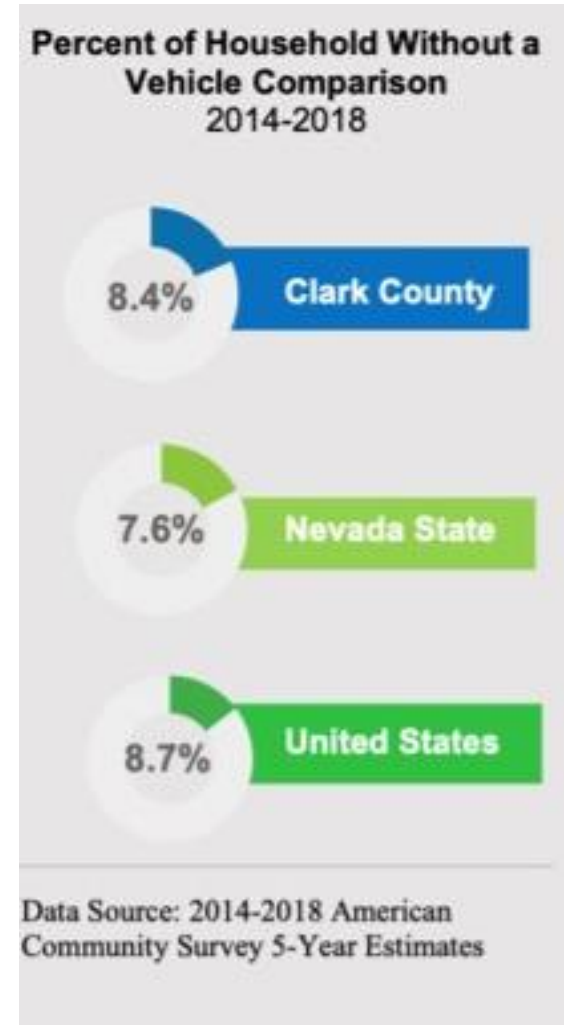 Percent of Household Without a
Vehicle Comparison
2014-2018
8.4%
Clark County
7.6%
Nevada State
8.7%
United States
Data Source: 2014-2018 American
Community Survey 5-Year Estimates